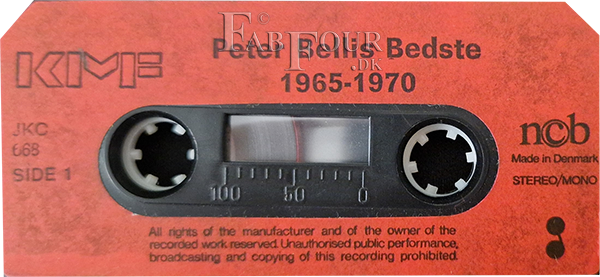 © FabFour.dk
Peter Bellis Bedste
1965-1970
KMF
JKC
668
SIDE 1
ncb
Made in Denmark
STEREO/MONO
100 50 0
All rights of the manufacturer and of the owner of the
recorded work reserved. Unauthorised public performance,
broadcasting and copying of this recording prohibited.